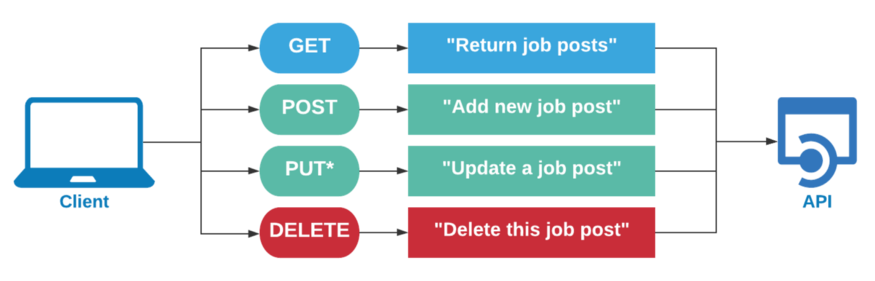 GET
"Return job posts"
POST
"Add new job post"
PUT*
"Update a job post"
DELETE
"Delete this job post"
Client
API